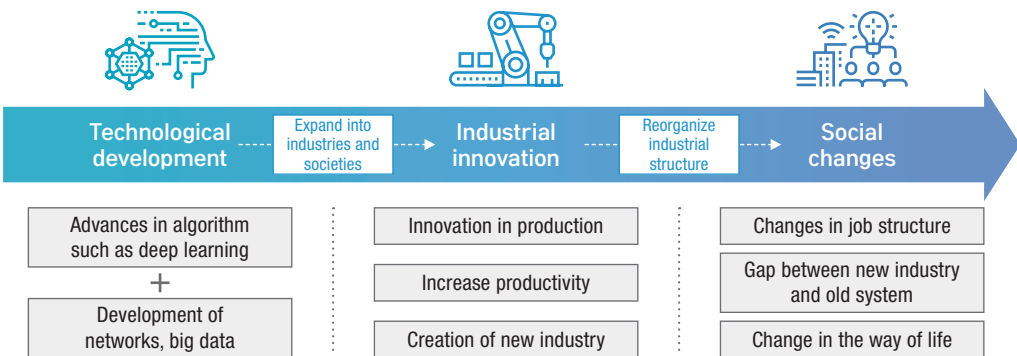 Technological
development
Expand into
industries and
societies
Industrial
innovation
Reorganize
industrial
structure
Social
changes
Advances in algorithm
such as deep learning
+
Development of
networks, big data
Innovation in production
Increase productivity
Creation of new industry
Changes in job structure
Gap between new industry
and old system
Change in the way of life